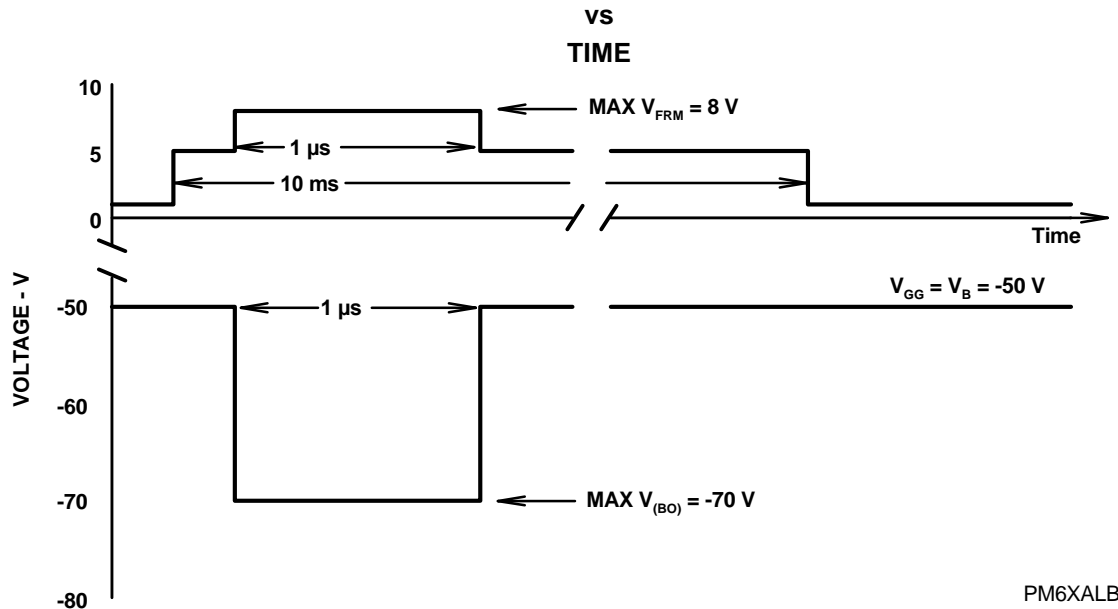 vs
TIME
10
MAX V_FRM = 8 V
1 µs
5
10 ms
0
Time
VOLTAGE - V
V_GG = V_B = -50 V
-50
1 µs
-60
-70
MAX V_(BO) = -70 V
-80
PM6XALB